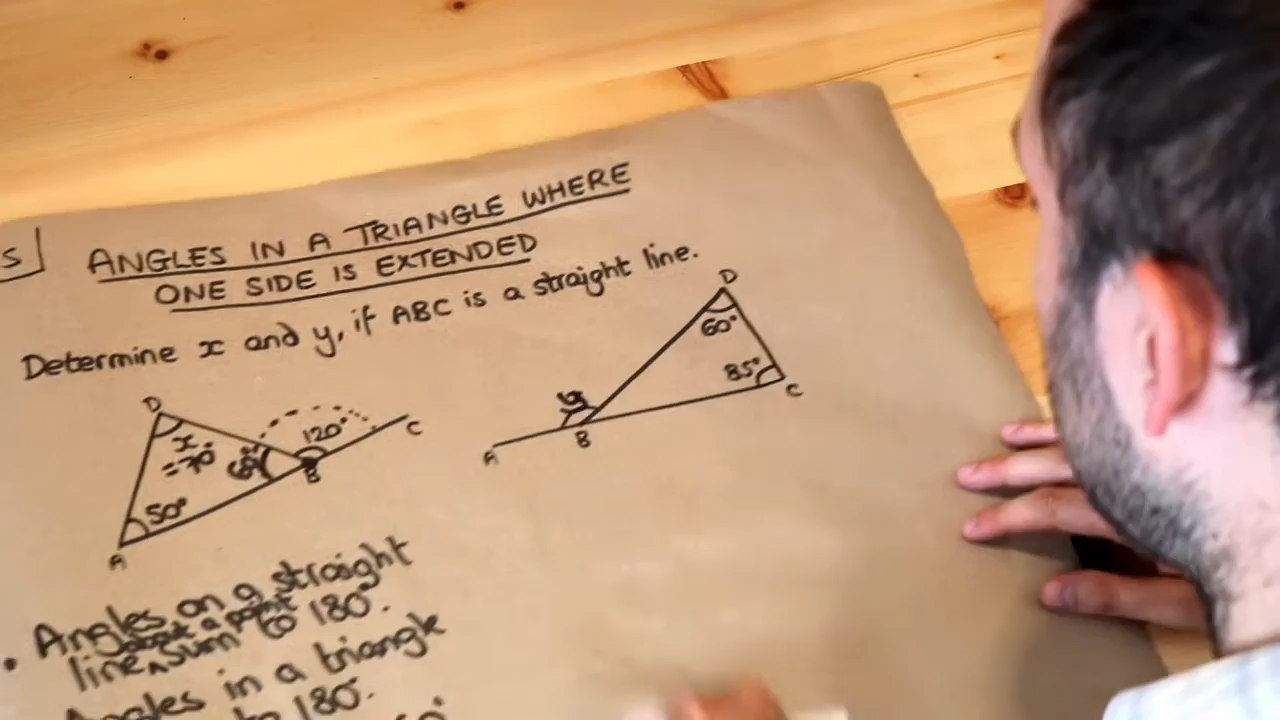 S
ANGLES IN A TRIANGLE WHERE
ONE SIDE IS EXTENDED
Determine x and y, if ABC is a straight line.
D
x
= 70°
60°
120°
C
B
50°
A
D
60°
85°
C
y
B
A
• Angles on a straight
about a point
line ^ sum to 180°.
Angles in a triangle
to 180°.